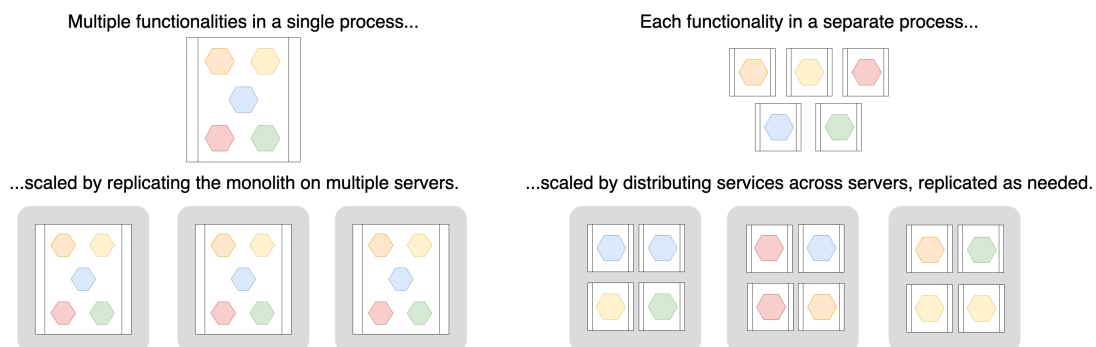 Multiple functionalities in a single process...
Each functionality in a separate process...
...scaled by replicating the monolith on multiple servers.
...scaled by distributing services across servers, replicated as needed.